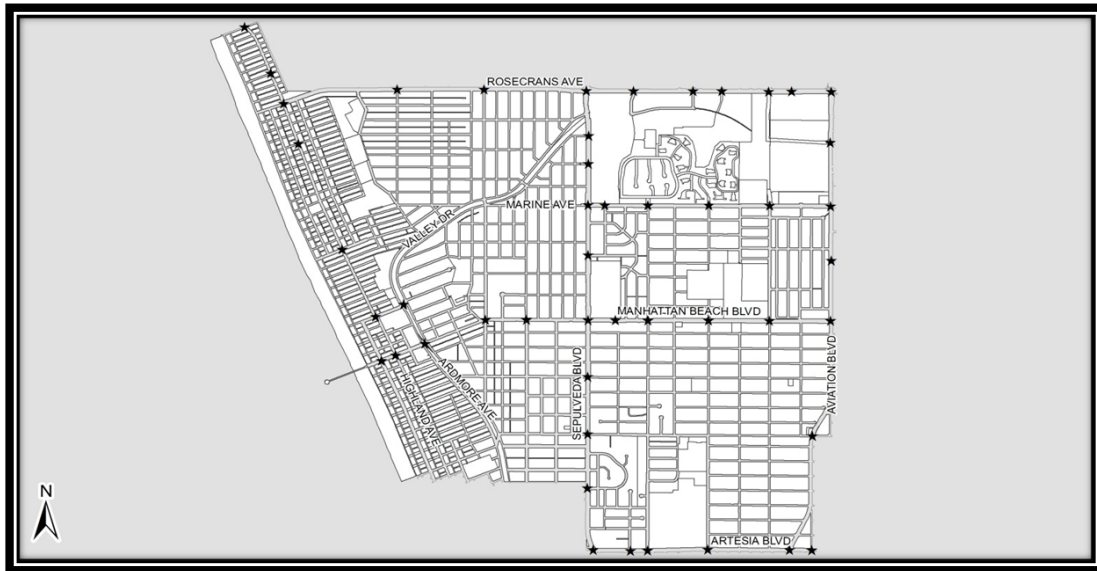 ROSECRANS AVE
MARINE AVE
VALLEY DR
MANHATTAN BEACH BLVD
SEPULVEDA BLVD
AVIATION BLVD
ARDMORE AVE
HIGHLAND AVE
N
ARTESIA BLVD